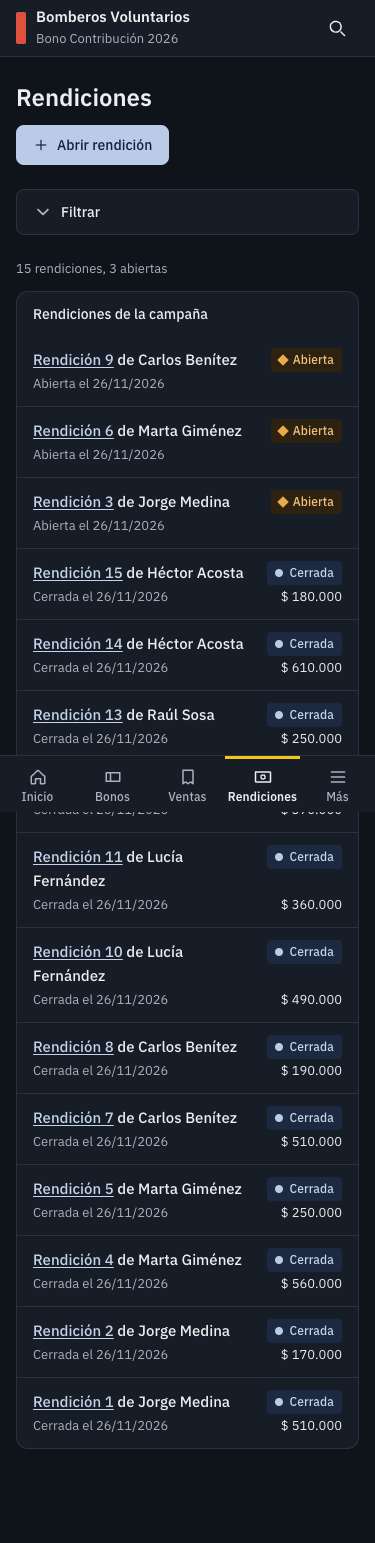 Bomberos Voluntarios
Bono Contribución 2026
Rendiciones
Abrir rendición
Filtrar
15 rendiciones, 3 abiertas
Rendiciones de la campaña
Rendición 9 de Carlos Benítez
Abierta
Abierta el 26/11/2026
Rendición 6 de Marta Giménez
Abierta
Abierta el 26/11/2026
Rendición 3 de Jorge Medina
Abierta
Abierta el 26/11/2026
Rendición 15 de Héctor Acosta
Cerrada
Cerrada el 26/11/2026
$ 180.000
Rendición 14 de Héctor Acosta
Cerrada
Cerrada el 26/11/2026
$ 610.000
Rendición 13 de Raúl Sosa
Cerrada
Cerrada el 26/11/2026
$ 250.000
Inicio
Bonos
Ventas
Rendiciones
Más
Rendición 11 de Lucía
Fernández
Cerrada
Cerrada el 26/11/2026
$ 360.000
Rendición 10 de Lucía
Fernández
Cerrada
Cerrada el 26/11/2026
$ 490.000
Rendición 8 de Carlos Benítez
Cerrada
Cerrada el 26/11/2026
$ 190.000
Rendición 7 de Carlos Benítez
Cerrada
Cerrada el 26/11/2026
$ 510.000
Rendición 5 de Marta Giménez
Cerrada
Cerrada el 26/11/2026
$ 250.000
Rendición 4 de Marta Giménez
Cerrada
Cerrada el 26/11/2026
$ 560.000
Rendición 2 de Jorge Medina
Cerrada
Cerrada el 26/11/2026
$ 170.000
Rendición 1 de Jorge Medina
Cerrada
Cerrada el 26/11/2026
$ 510.000